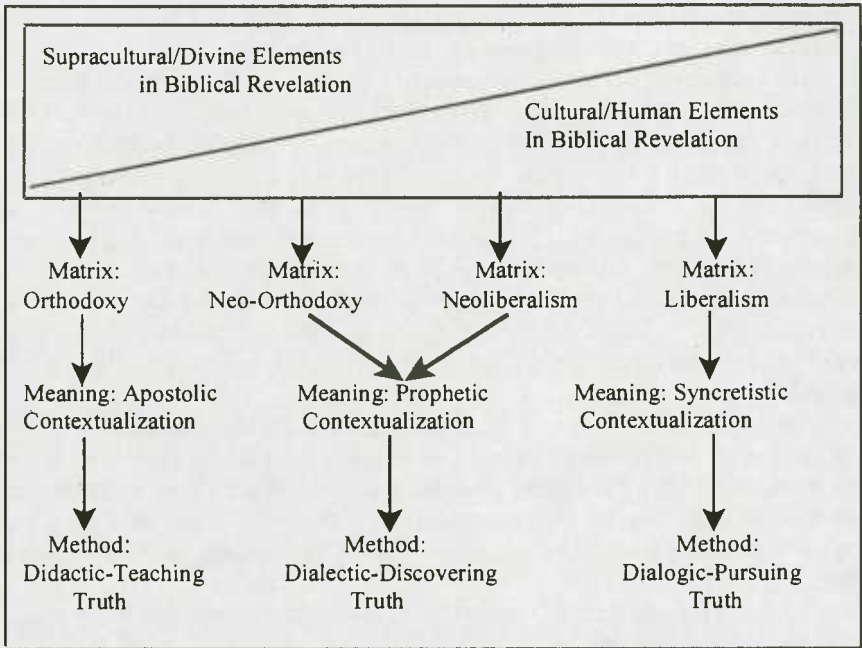 Supracultural/Divine Elements
in Biblical Revelation
Cultural/Human Elements
In Biblical Revelation
Matrix:
Orthodoxy
Matrix:
Neo-Orthodoxy
Matrix:
Neoliberalism
Matrix:
Liberalism
Meaning: Apostolic
Contextualization
Meaning: Prophetic
Contextualization
Meaning: Syncretistic
Contextualization
Method:
Didactic-Teaching
Truth
Method:
Dialectic-Discovering
Truth
Method:
Dialogic-Pursuing
Truth